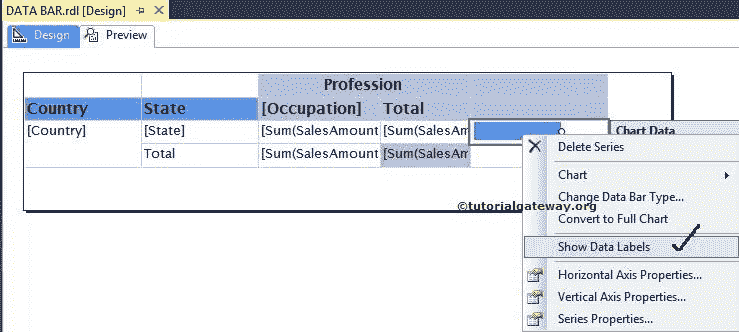 DATA BAR.rdl [Design]
Design Preview
Profession
Country State [Occupation] Total
[Country] [State] [Sum(SalesAmount [Sum(SalesAm Chart Data
Total [Sum(SalesAmount [Sum(SalesAm
Delete Series
Chart
Change Data Bar Type...
©tutorialgateway.org
Convert to Full Chart
Show Data Labels
Horizontal Axis Properties...
Vertical Axis Properties...
Series Properties...